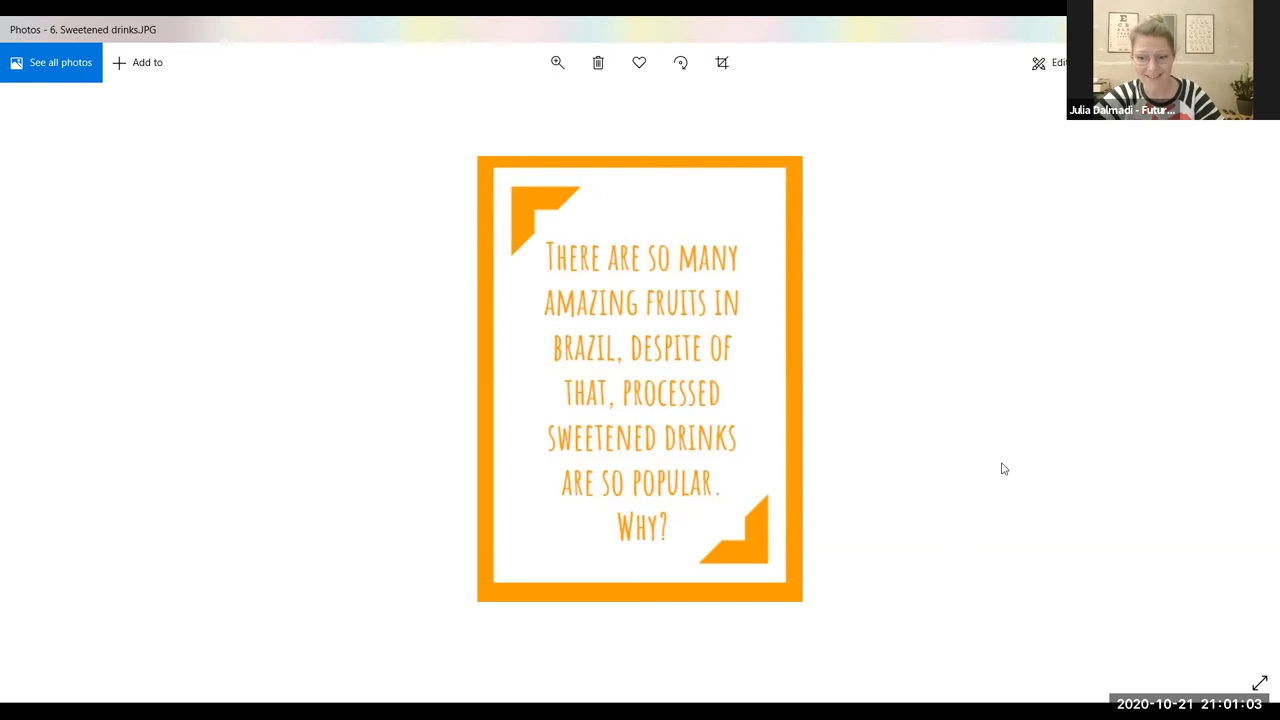 Photos - 6. Sweetened drinks.JPG
See all photos
Add to
Julia Dalmadi - Futur...
THERE ARE SO MANY
AMAZING FRUITS IN
BRAZIL, DESPITE OF
THAT, PROCESSED
SWEETENED DRINKS
ARE SO POPULAR.
WHY?
2020-10-21 21:01:03